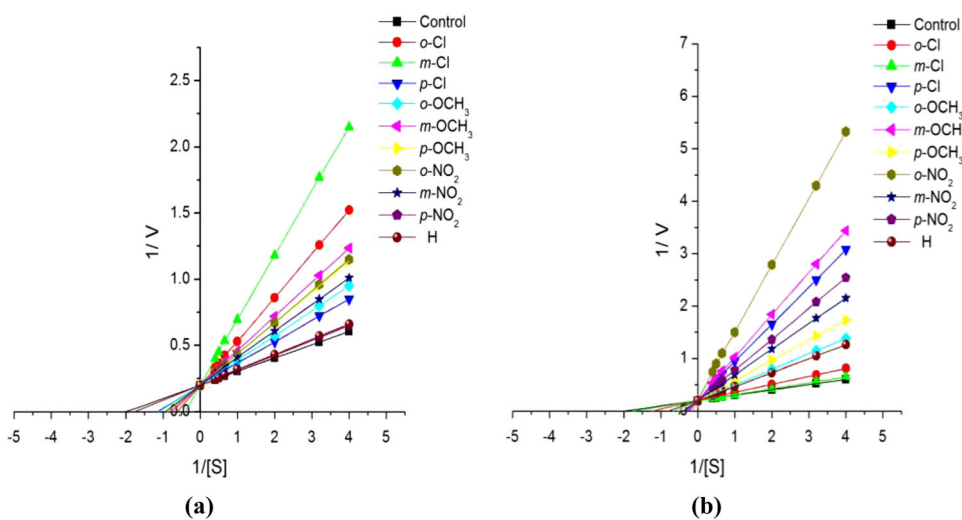 Control
o-Cl
m-Cl
p-Cl
o-OCH3
m-OCH3
p-OCH3
o-NO2
m-NO2
p-NO2
H
2.5
2.0
1.5
1.0
0.5
0.0
1/ V
-5 -4 -3 -2 -1 0 1 2 3 4 5
1/[S]
(a)
Control
o-Cl
m-Cl
p-Cl
o-OCH3
m-OCH
p-OCH3
o-NO2
m-NO2
p-NO2
H
7
6
5
4
3
2
1
0
1/ V
-5 -4 -3 -2 -1 0 1 2 3 4 5
1/[S]
(b)